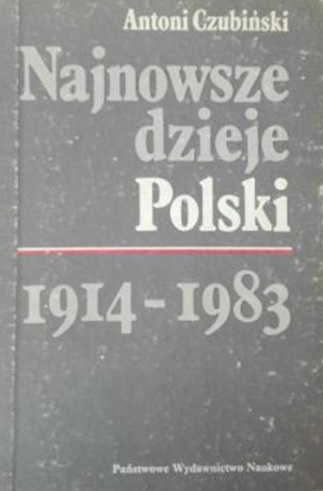 Antoni Czubiński
Najnowsze
dzieje
Polski
1914-1983
Państwowe Wydawnictwo Naukowe